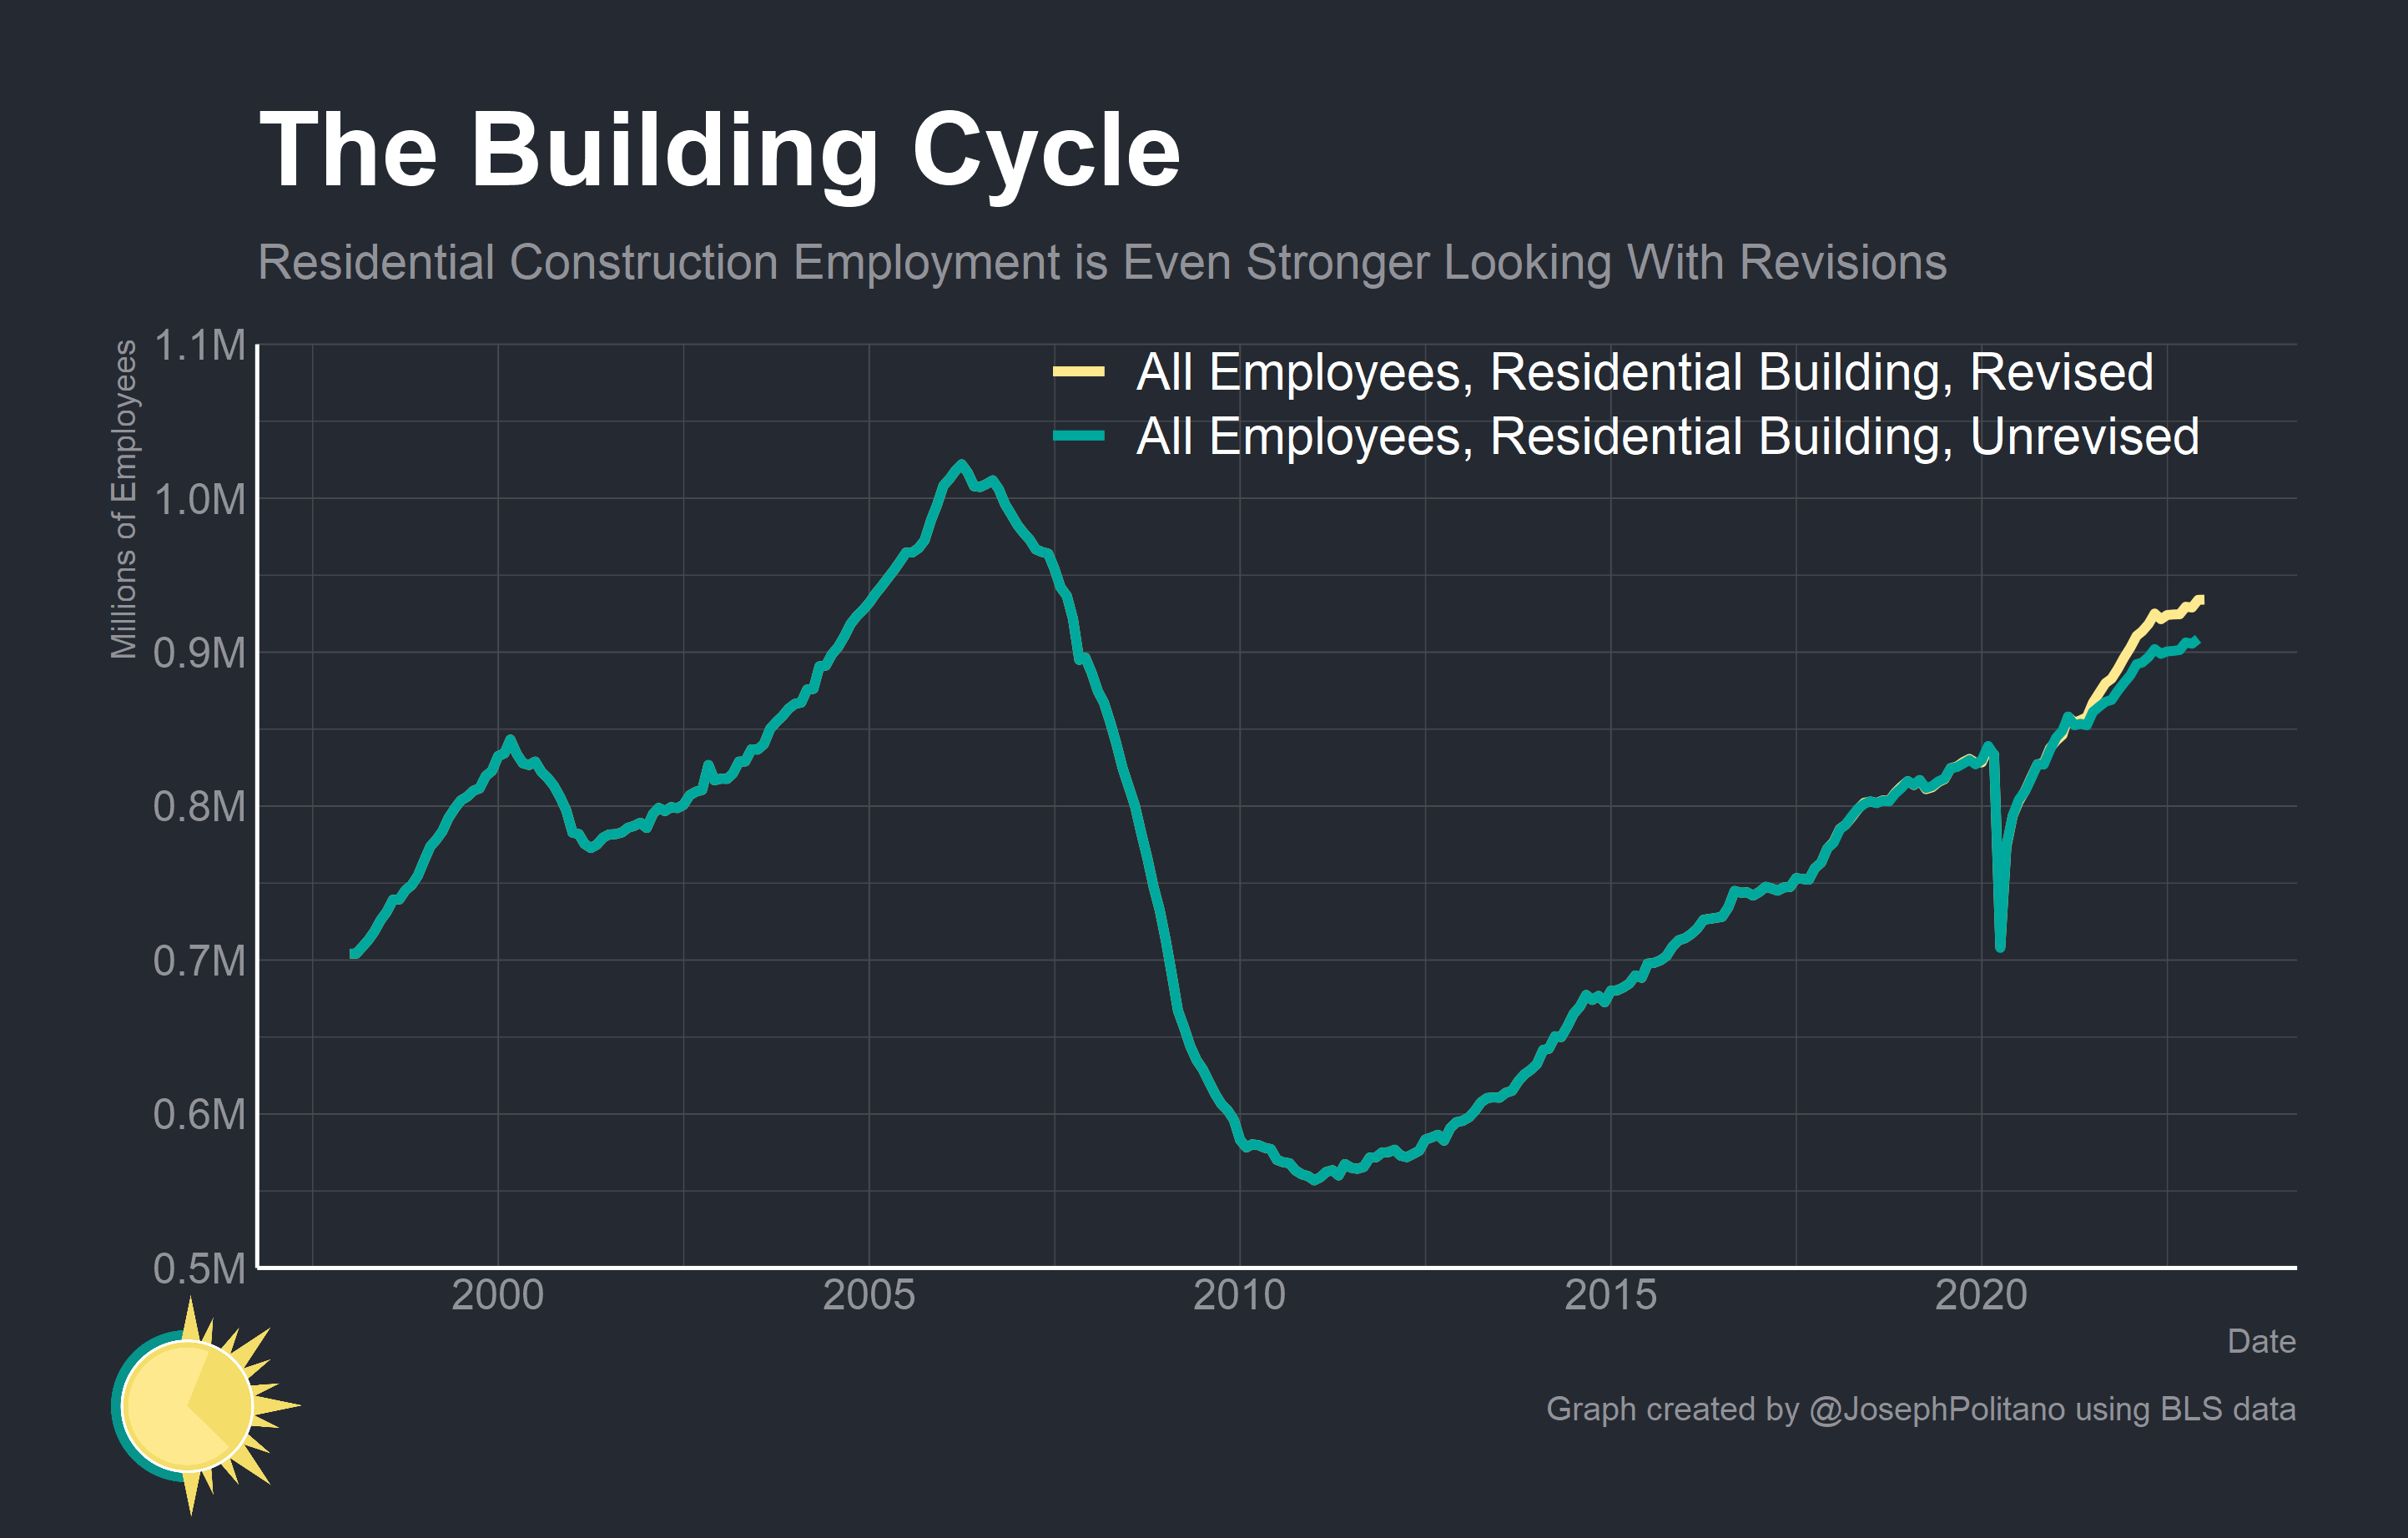 The Building Cycle
Residential Construction Employment is Even Stronger Looking With Revisions
Millions of Employees
1.1M
1.0M
0.9M
0.8M
0.7M
0.6M
0.5M
All Employees, Residential Building, Revised
All Employees, Residential Building, Unrevised
2000
2005
2010
2015
2020
Date
Graph created by @JosephPolitano using BLS data